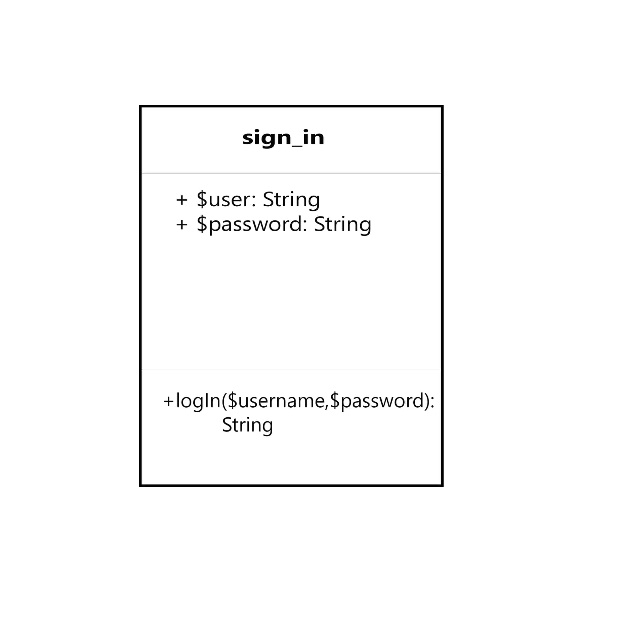 sign_in
+ $user: String
+ $password: String
+logIn($username,$password):
String